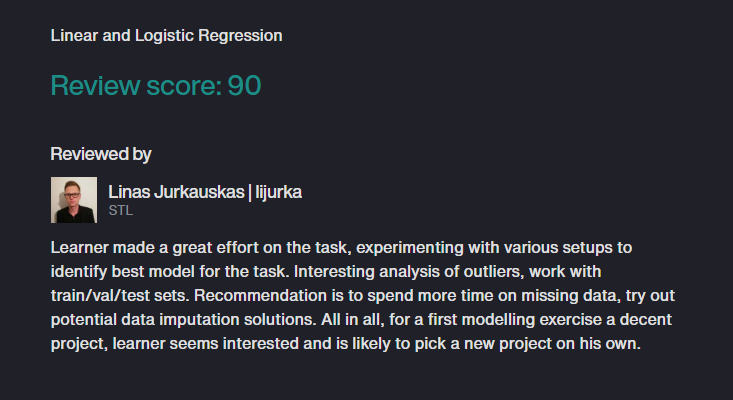 Linear and Logistic Regression
Review score: 90
Reviewed by
Linas Jurkauskas | lijurka
STL
Learner made a great effort on the task, experimenting with various setups to
identify best model for the task. Interesting analysis of outliers, work with
train/val/test sets. Recommendation is to spend more time on missing data, try out
potential data imputation solutions. All in all, for a first modelling exercise a decent
project, learner seems interested and is likely to pick a new project on his own.